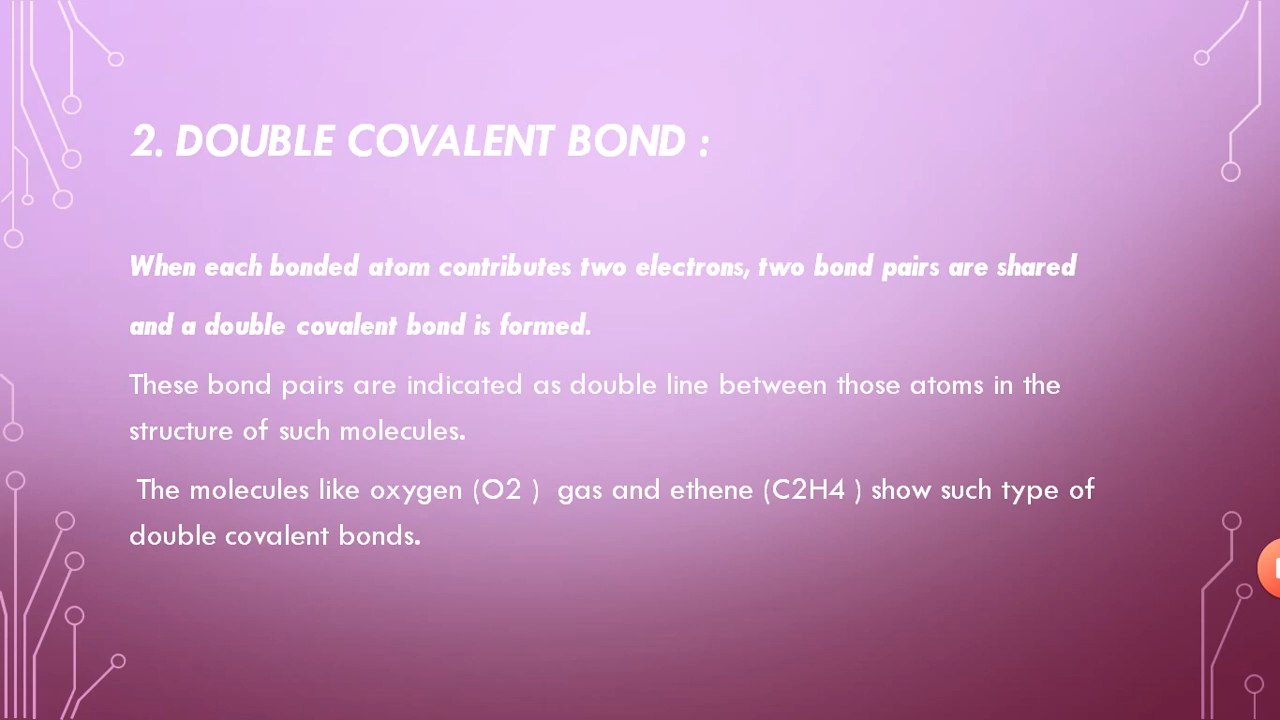 2. DOUBLE COVALENT BOND :
When each bonded atom contributes two electrons, two bond pairs are shared
and a double covalent bond is formed.
These bond pairs are indicated as double line between those atoms in the
structure of such molecules.
The molecules like oxygen (O2 ) gas and ethene (C2H4 ) show such type of
double covalent bonds.